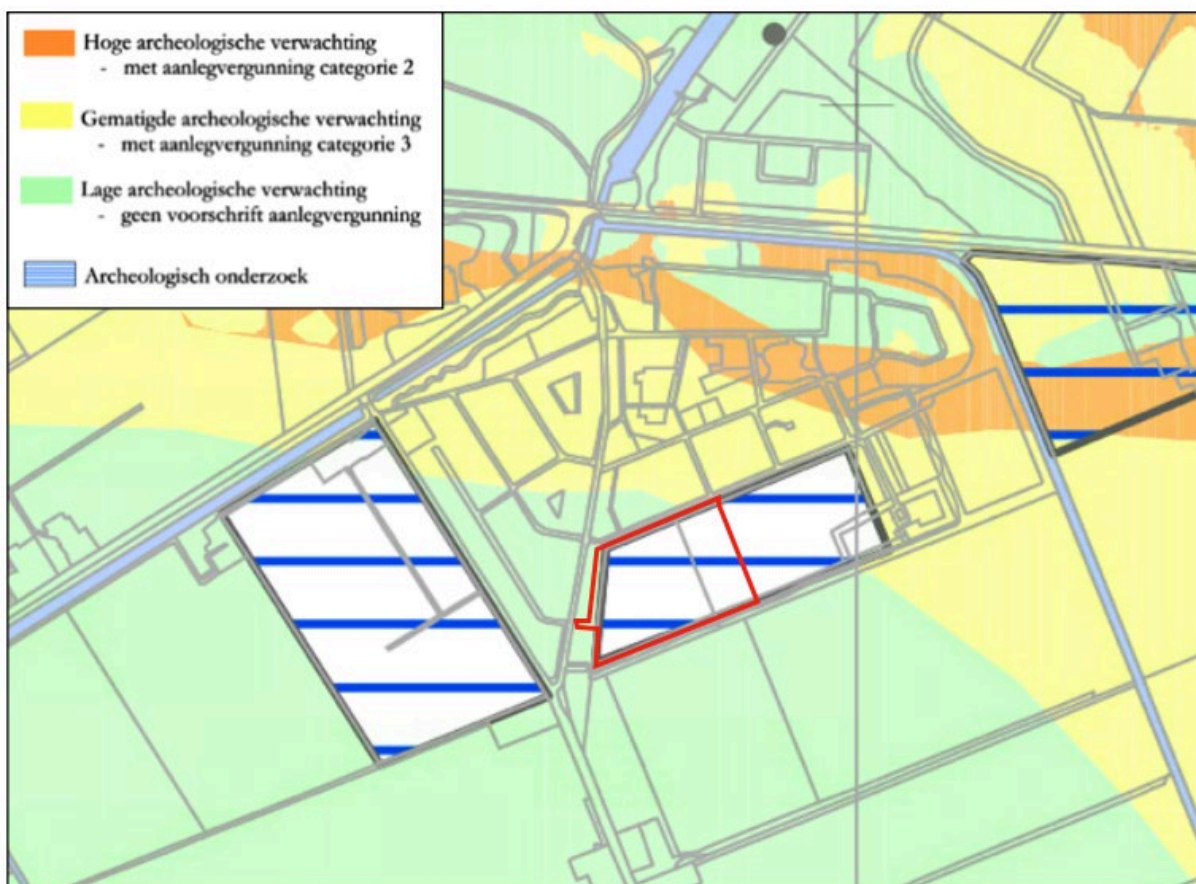 Hoge archeologische verwachting
- met aanlegvergunning categorie 2
Gematigde archeologische verwachting
- met aanlegvergunning categorie 3
Lage archeologische verwachting
- geen voorschrift aanlegvergunning
Archeologisch onderzoek